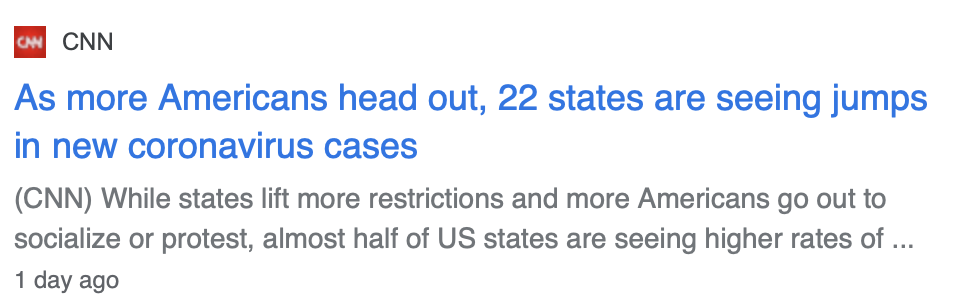 CNN CNN
As more Americans head out, 22 states are seeing jumps
in new coronavirus cases
(CNN) While states lift more restrictions and more Americans go out to
socialize or protest, almost half of US states are seeing higher rates of ...
1 day ago